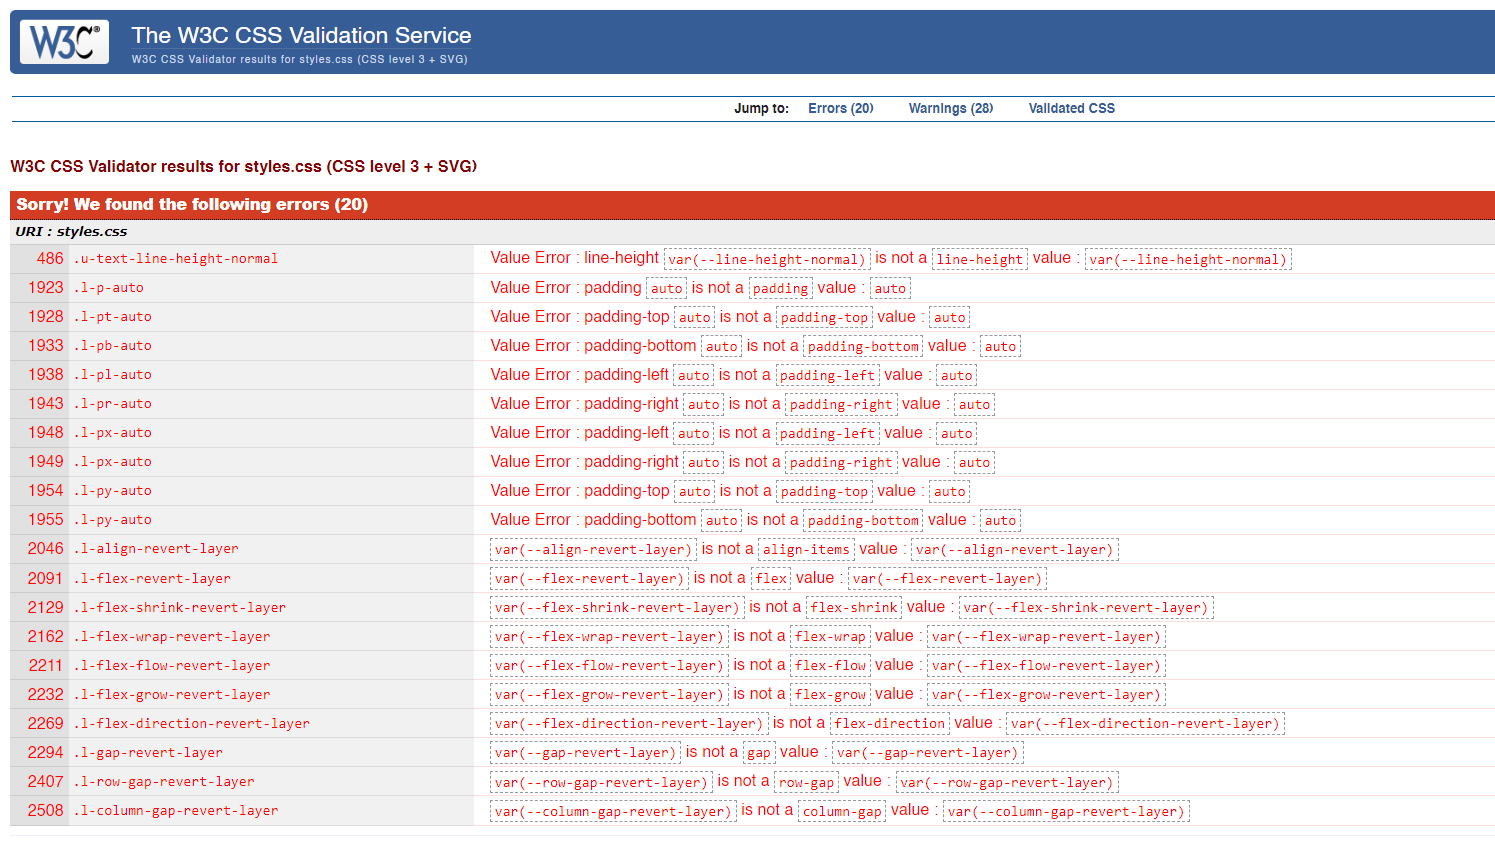 W3C®
The W3C CSS Validation Service
W3C CSS Validator results for styles.css (CSS level 3 + SVG)
Jump to: Errors (20) Warnings (28) Validated CSS
W3C CSS Validator results for styles.css (CSS level 3 + SVG)
Sorry! We found the following errors (20)
URI : styles.css
486 .u-text-line-height-normal Value Error : line-height var(--line-height-normal) is not a line-height value : var(--line-height-normal)
1923 .l-p-auto Value Error : padding auto is not a padding value : auto
1928 .l-pt-auto Value Error : padding-top auto is not a padding-top value : auto
1933 .l-pb-auto Value Error : padding-bottom auto is not a padding-bottom value : auto
1938 .l-pl-auto Value Error : padding-left auto is not a padding-left value : auto
1943 .l-pr-auto Value Error : padding-right auto is not a padding-right value : auto
1948 .l-px-auto Value Error : padding-left auto is not a padding-left value : auto
1949 .l-px-auto Value Error : padding-right auto is not a padding-right value : auto
1954 .l-py-auto Value Error : padding-top auto is not a padding-top value : auto
1955 .l-py-auto Value Error : padding-bottom auto is not a padding-bottom value : auto
2046 .l-align-revert-layer var(--align-revert-layer) is not a align-items value : var(--align-revert-layer)
2091 .l-flex-revert-layer var(--flex-revert-layer) is not a flex value : var(--flex-revert-layer)
2129 .l-flex-shrink-revert-layer var(--flex-shrink-revert-layer) is not a flex-shrink value : var(--flex-shrink-revert-layer)
2162 .l-flex-wrap-revert-layer var(--flex-wrap-revert-layer) is not a flex-wrap value : var(--flex-wrap-revert-layer)
2211 .l-flex-flow-revert-layer var(--flex-flow-revert-layer) is not a flex-flow value : var(--flex-flow-revert-layer)
2232 .l-flex-grow-revert-layer var(--flex-grow-revert-layer) is not a flex-grow value : var(--flex-grow-revert-layer)
2269 .l-flex-direction-revert-layer var(--flex-direction-revert-layer) is not a flex-direction value : var(--flex-direction-revert-layer)
2294 .l-gap-revert-layer var(--gap-revert-layer) is not a gap value : var(--gap-revert-layer)
2407 .l-row-gap-revert-layer var(--row-gap-revert-layer) is not a row-gap value : var(--row-gap-revert-layer)
2508 .l-column-gap-revert-layer var(--column-gap-revert-layer) is not a column-gap value : var(--column-gap-revert-layer)